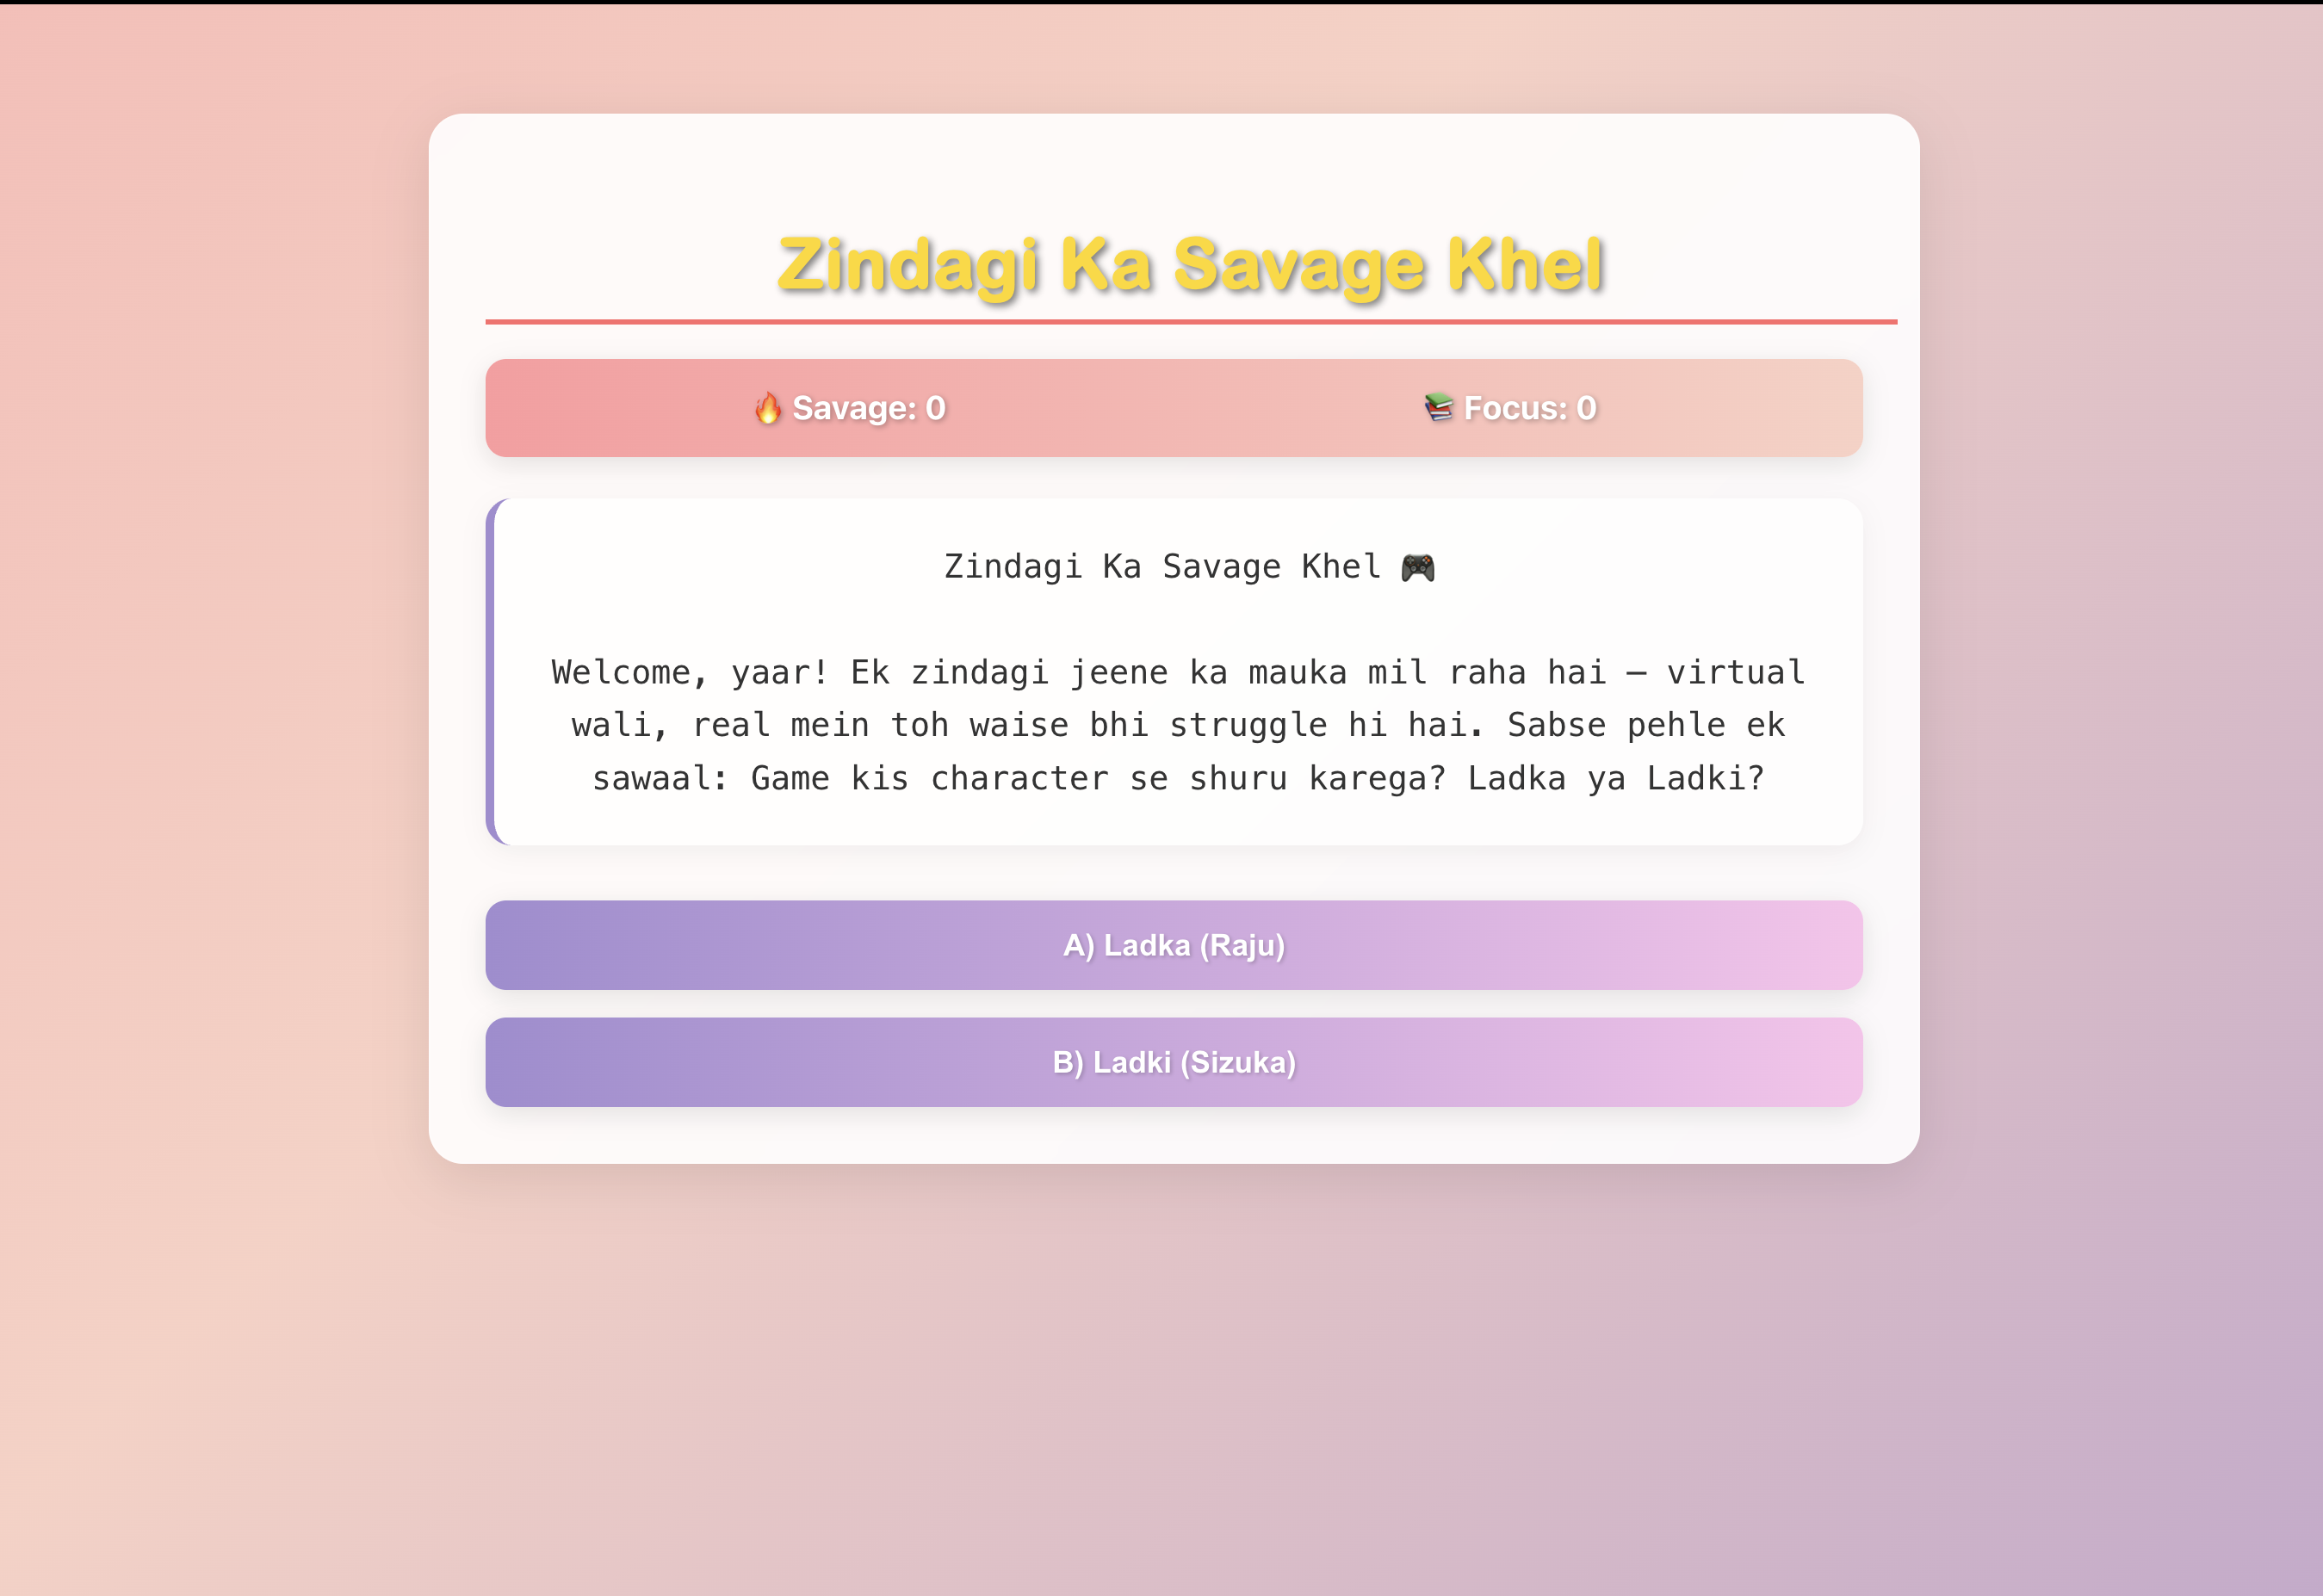 Zindagi Ka Savage Khel
🔥 Savage: 0 📚 Focus: 0
Zindagi Ka Savage Khel 🎮
Welcome, yaar! Ek zindagi jeene ka mauka mil raha hai – virtual
wali, real mein toh waise bhi struggle hi hai. Sabse pehle ek
sawaal: Game kis character se shuru karega? Ladka ya Ladki?
A) Ladka (Raju)
B) Ladki (Sizuka)